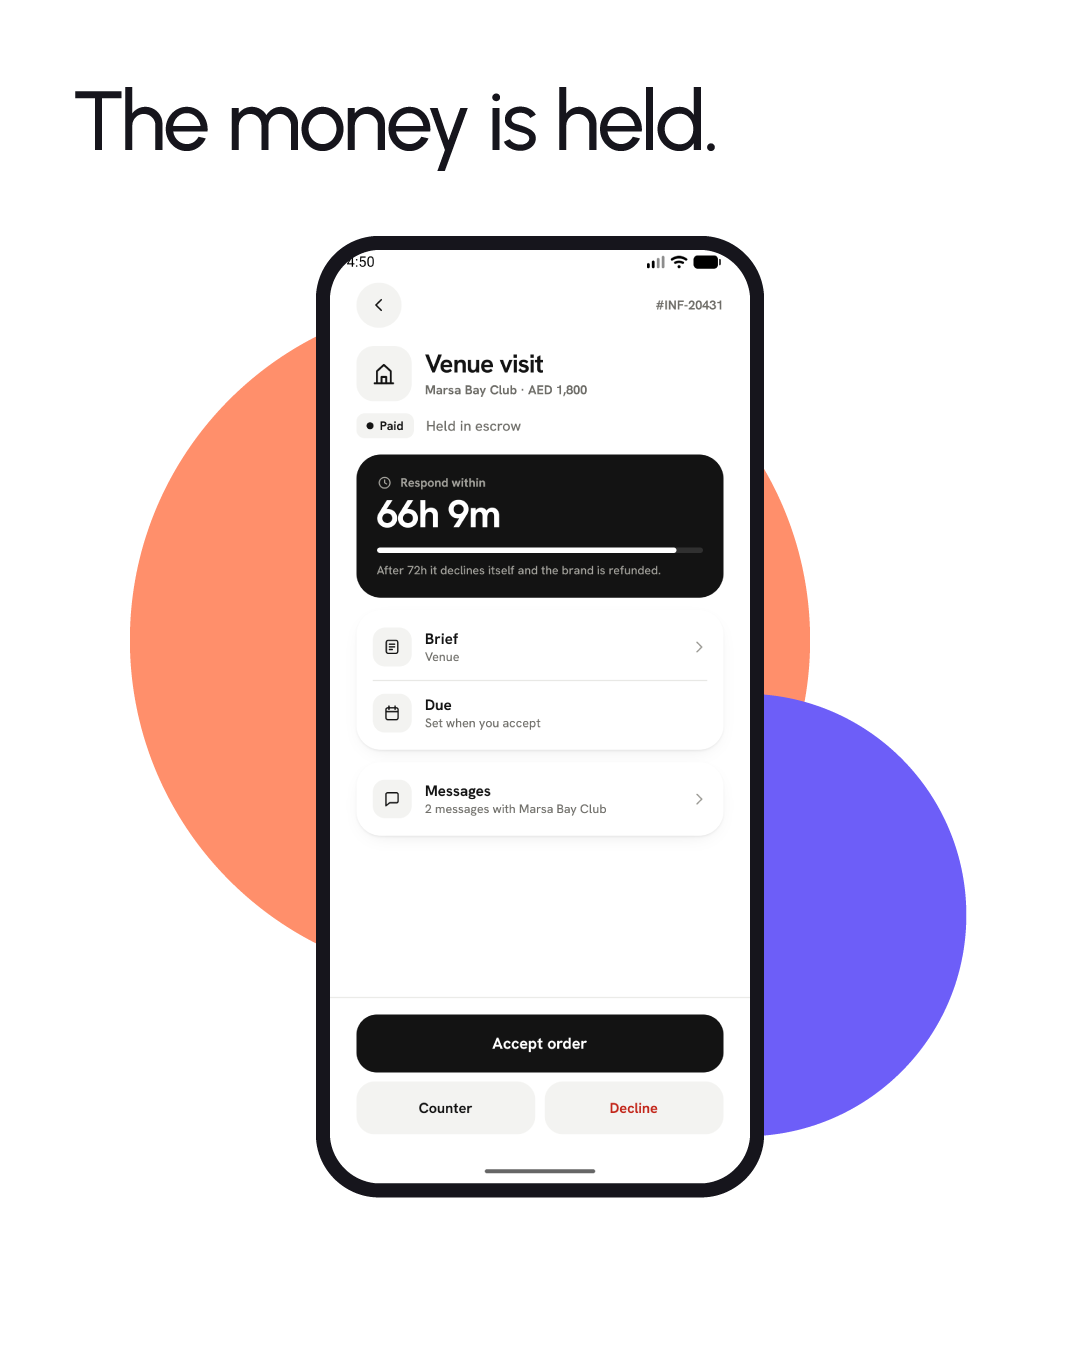 The money is held.
4:50
#INF-20431
Venue visit
Marsa Bay Club · AED 1,800
Paid
Held in escrow
Respond within
66h 9m
After 72h it declines itself and the brand is refunded.
Brief
Venue
Due
Set when you accept
Messages
2 messages with Marsa Bay Club
Accept order
Counter
Decline